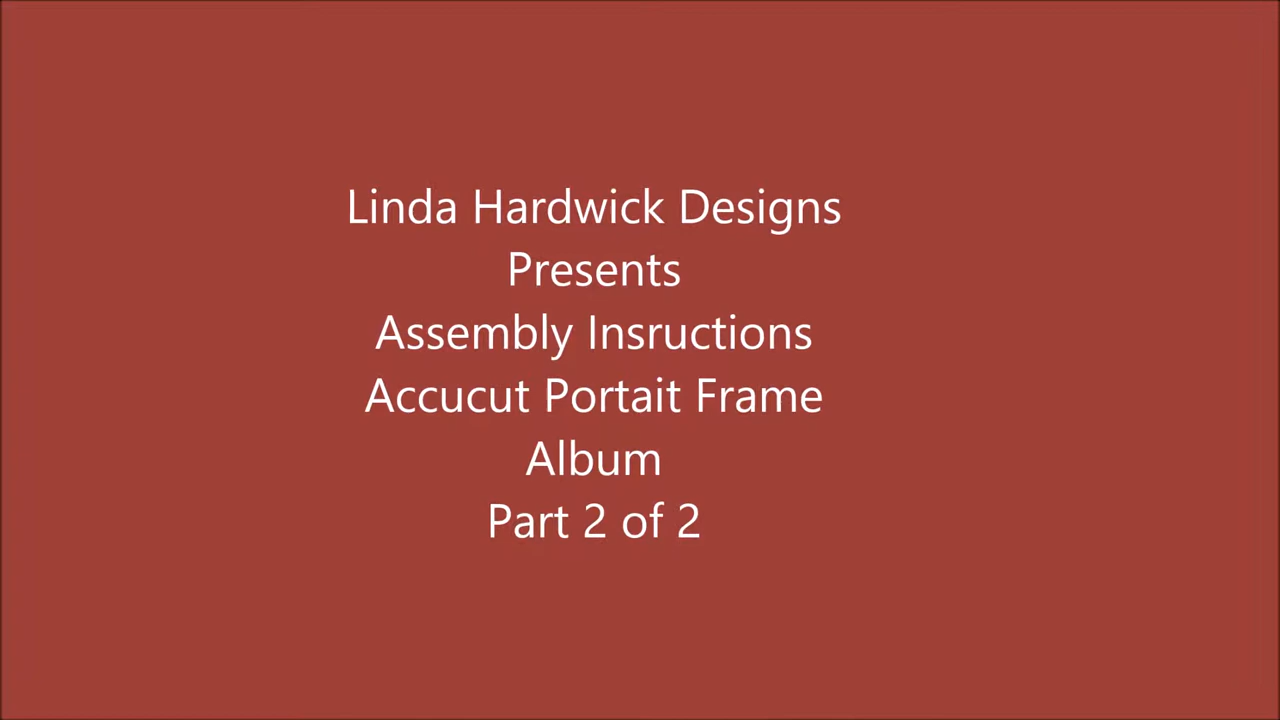 Linda Hardwick Designs
Presents
Assembly Insructions
Accucut Portait Frame
Album
Part 2 of 2